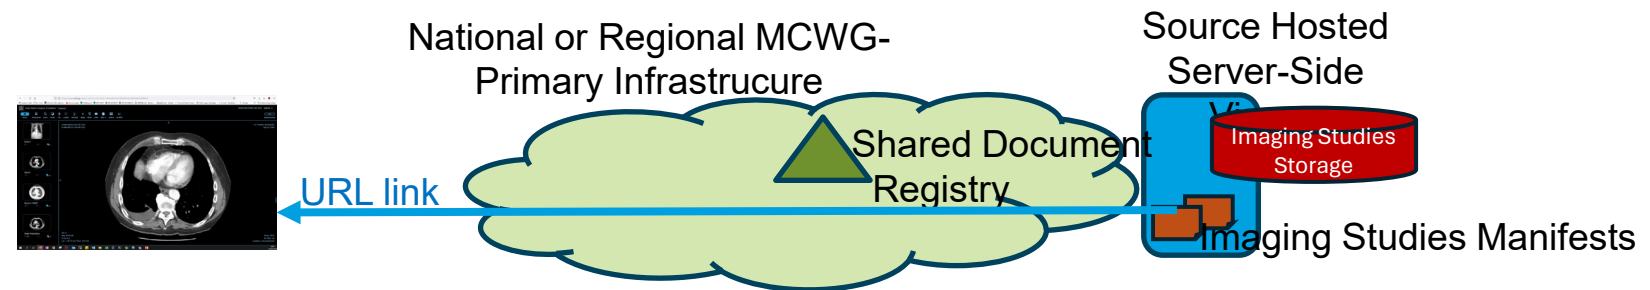 National or Regional MCWG-
Primary Infrastrucure
Source Hosted
Server-Side
Shared Document
Registry
Imaging Studies
Storage
URL link
Imaging Studies Manifests